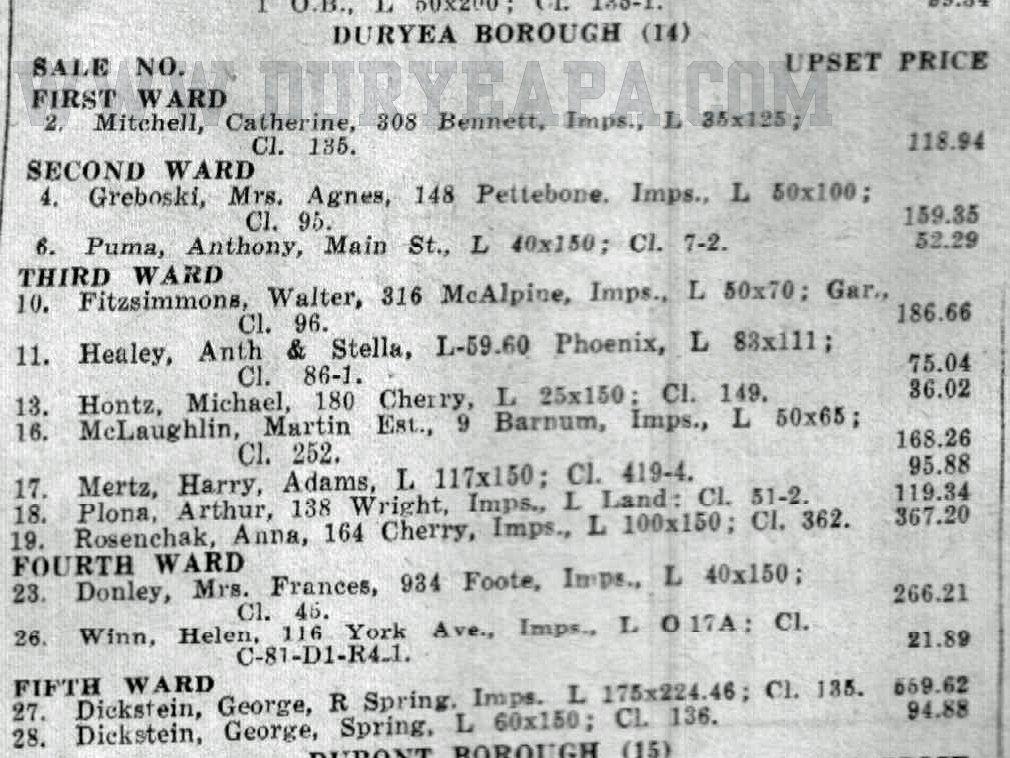 1 O.B., L 50x200; Cl. 135-1.
DURYEA BOROUGH (14)
WWW.DURYEAPA.COM
SALE NO. UPSET PRICE
FIRST WARD
2. Mitchell, Catherine, 308 Bennett, Imps., L 35x125;
Cl. 135. 118.94
SECOND WARD
4. Greboski, Mrs. Agnes, 148 Pettebone, Imps., L 50x100;
Cl. 95. 159.35
6. Puma, Anthony, Main St., L 40x150; Cl. 7-2. 52.29
THIRD WARD
10. Fitzsimmons, Walter, 316 McAlpine, Imps., L 50x70; Gar.,
Cl. 96. 186.66
11. Healey, Anth & Stella, L-59.60 Phoenix, L 83x111;
Cl. 86-1. 75.04
13. Hontz, Michael, 180 Cherry, L 25x150; Cl. 149. 36.02
16. McLaughlin, Martin Est., 9 Barnum, Imps., L 50x65;
Cl. 252. 168.26
17. Mertz, Harry, Adams, L 117x150; Cl. 419-4. 95.88
18. Plona, Arthur, 138 Wright, Imps., L Land: Cl. 51-2. 119.34
19. Rosenchak, Anna, 164 Cherry, Imps., L 100x150; Cl. 362. 367.20
FOURTH WARD
23. Donley, Mrs. Frances, 934 Foote, Imps., L 40x150;
Cl. 45. 266.21
26. Winn, Helen, 116 York Ave., Imps., L O 17A: Cl.
C-81-D1-R4-1. 21.89
FIFTH WARD
27. Dickstein, George, R Spring, Imps. L 175x224.46; Cl. 135. 559.62
28. Dickstein, George, Spring, L 60x150; Cl. 136. 94.88
DUPONT BOROUGH (15)